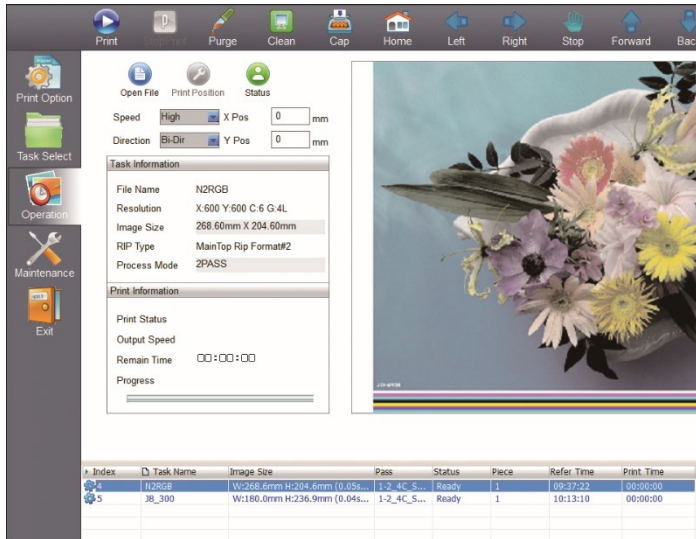 Print Stop Print Purge Clean Cap Home Left Right Stop Forward Bac
Print Option
Task Select
Operation
Maintenance
Exit
Open File Print Position Status
Speed High X Pos 0 mm
Direction Bi-Dir Y Pos 0 mm
Task Information
File Name N2RGB
Resolution X:600 Y:600 C:6 G:4L
Image Size 268.60mm X 204.60mm
RIP Type MainTop Rip Format#2
Process Mode 2PASS
Print Information
Print Status
Output Speed
Remain Time 00:00:00
Progress
Index Task Name Image Size Pass Status Piece Refer Time Print Time
4 N2RGB W:268.6mm H:204.6mm (0.05s... 1-2_4C_S... Ready 1 09:37:22 00:00:00
5 J8_300 W:180.0mm H:236.9mm (0.04s... 1-2_4C_S... Ready 1 10:13:10 00:00:00